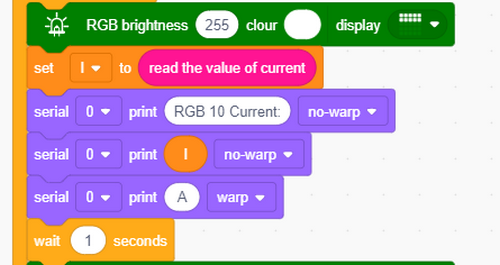 RGB brightness 255 clour display
set I to read the value of current
serial 0 print RGB 10 Current: no-warp
serial 0 print I no-warp
serial 0 print A warp
wait 1 seconds